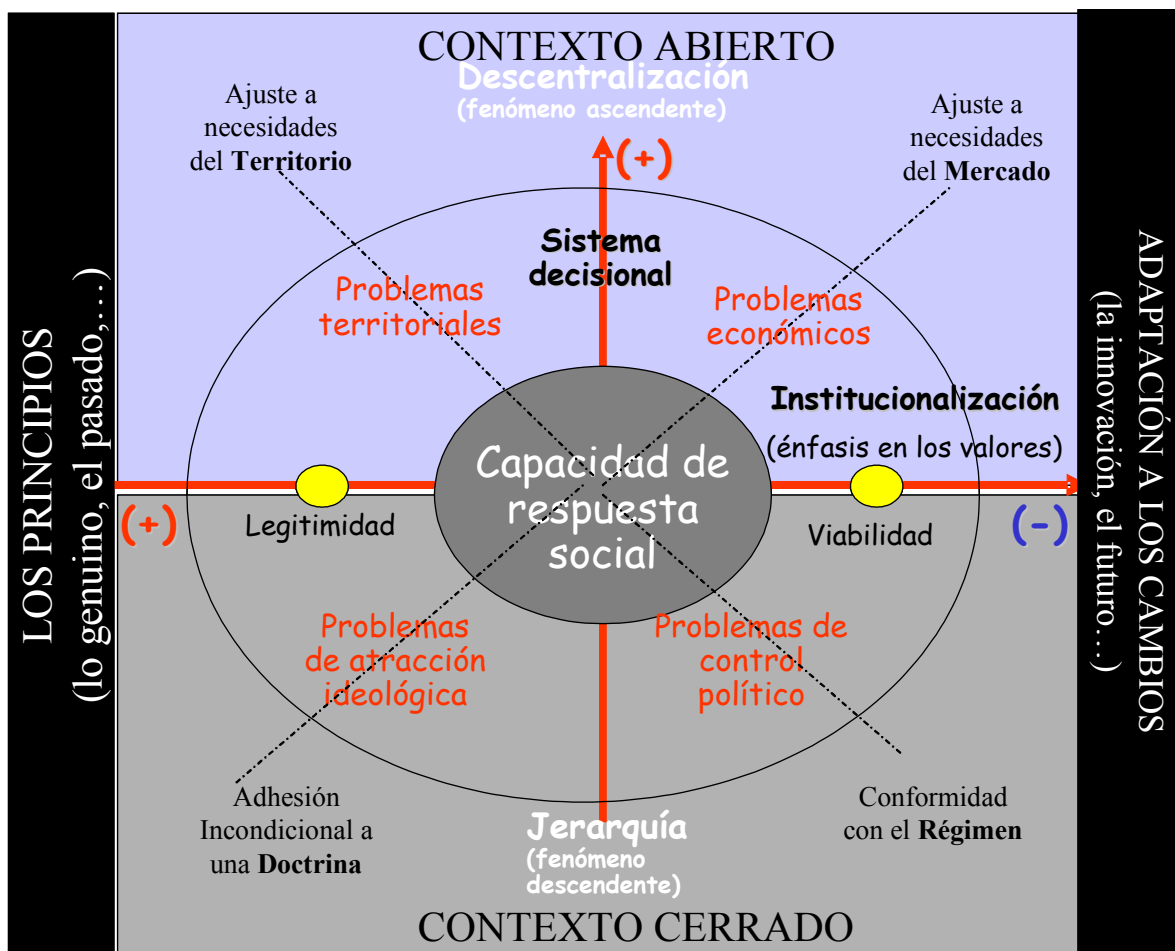 CONTEXTO ABIERTO
Descentralización
(fenómeno ascendente)
Ajuste a
necesidades
del Territorio
(+)
Ajuste a
necesidades
del Mercado
Sistema
decisional
Problemas
territoriales
Problemas
económicos
LOS PRINCIPIOS
(lo genuino, el pasado,…)
ADAPTACIÓN A LOS CAMBIOS
(la innovación, el futuro…)
Institucionalización
(énfasis en los valores)
Capacidad de
respuesta
social
(+)
Legitimidad
Viabilidad
(-)
Problemas
de atracción
ideológica
Problemas de
control
político
Adhesión
Incondicional a
una Doctrina
Jerarquía
(fenómeno
descendente)
Conformidad
con el Régimen
CONTEXTO CERRADO